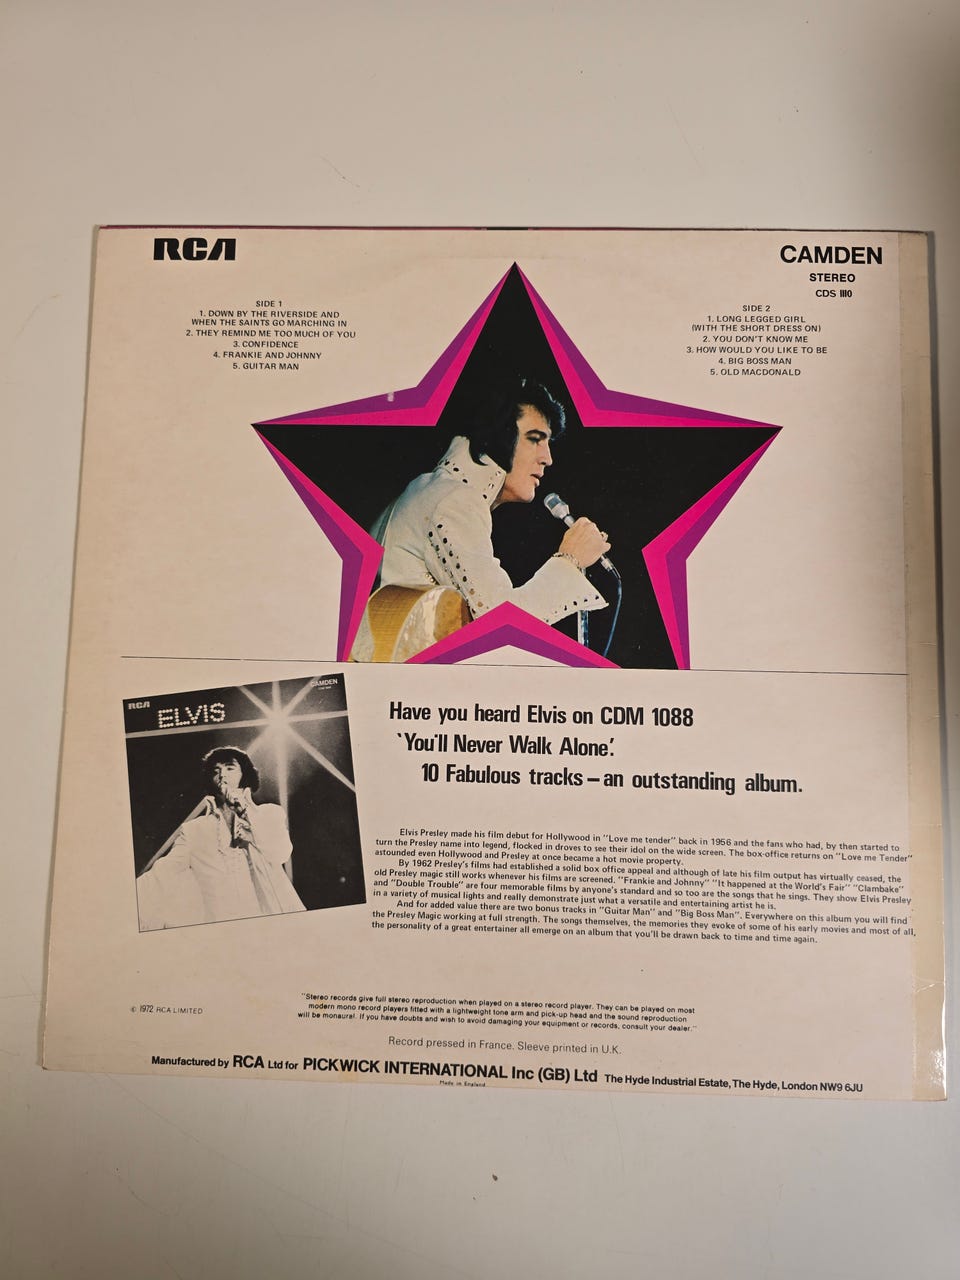 RCA
CAMDEN
STEREO
CDS 1110
SIDE 1
1. DOWN BY THE RIVERSIDE AND
WHEN THE SAINTS GO MARCHING IN
2. THEY REMIND ME TOO MUCH OF YOU
3. CONFIDENCE
4. FRANKIE AND JOHNNY
5. GUITAR MAN
SIDE 2
1. LONG LEGGED GIRL
(WITH THE SHORT DRESS ON)
2. YOU DON'T KNOW ME
3. HOW WOULD YOU LIKE TO BE
4. BIG BOSS MAN
5. OLD MACDONALD
RCA
CAMDEN
ELVIS
Have you heard Elvis on CDM 1088
'You'll Never Walk Alone'.
10 Fabulous tracks – an outstanding album.
Elvis Presley made his film debut for Hollywood in "Love me tender" back in 1956 and the fans who had, by then started to
turn the Presley name into legend, flocked in droves to see their idol on the wide screen. The box-office returns on "Love me Tender"
astounded even Hollywood and Presley at once became a hot movie property.
By 1962 Presley's films had established a solid box office appeal and although of late his film output has virtually ceased, the
old Presley magic still works whenever his films are screened. "Frankie and Johnny" "It happened at the World's Fair" "Clambake"
and "Double Trouble" are four memorable films by anyone's standard and so too are the songs that he sings. They show Elvis Presley
in a variety of musical lights and really demonstrate just what a versatile and entertaining artist he is.
And for added value there are two bonus tracks in "Guitar Man" and "Big Boss Man". Everywhere on this album you will find
the Presley Magic working at full strength. The songs themselves, the memories they evoke of some of his early movies and most of all,
the personality of a great entertainer all emerge on an album that you'll be drawn back to time and time again.
"Stereo records give full stereo reproduction when played on a stereo record player. They can be played on most
modern mono record players fitted with a lightweight tone arm and pick-up head and the sound reproduction
will be monaural. If you have doubts and wish to avoid damaging your equipment or records, consult your dealer."
© 1972 RCA LIMITED
Record pressed in France. Sleeve printed in U.K.
Manufactured by RCA Ltd for PICKWICK INTERNATIONAL Inc (GB) Ltd The Hyde Industrial Estate, The Hyde, London NW9 6JU
Made in England